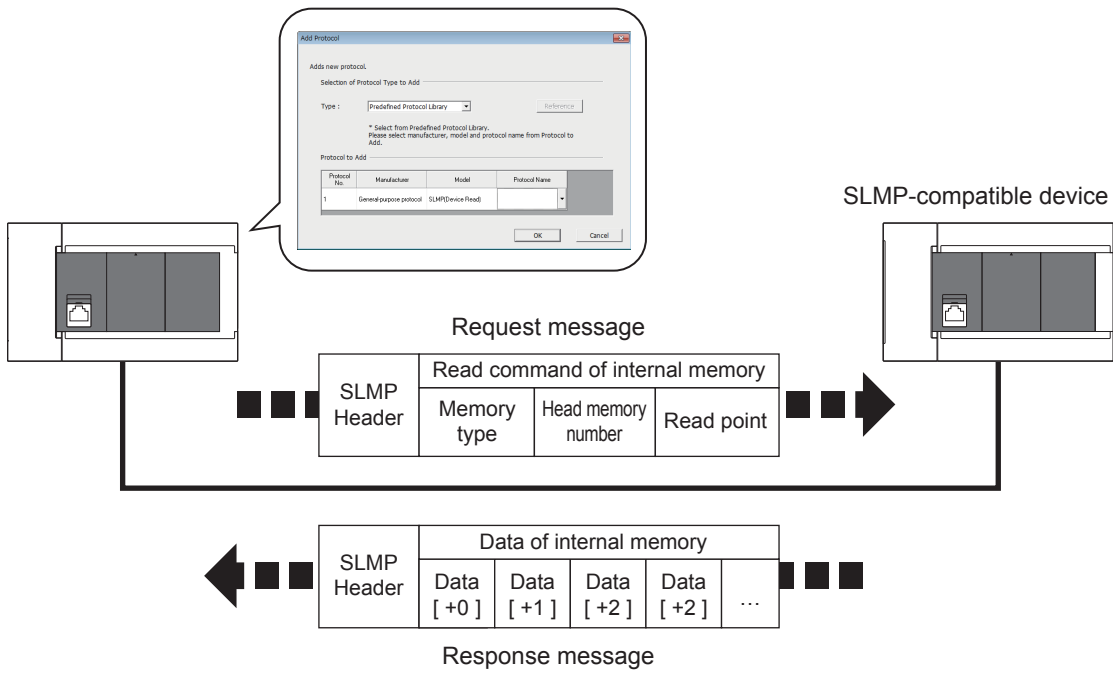 Add Protocol
Adds new protocol.
Selection of Protocol Type to Add
Type :
Predefined Protocol Library
Reference
* Select from Predefined Protocol Library.
Please select manufacturer, model and protocol name from Protocol to
Add.
Protocol to Add
Protocol
No.
Manufacturer
Model
Protocol Name
1
General-purpose protocol
SLMP(Device Read)
OK
Cancel
SLMP-compatible device
Request message
SLMP
Header
Read command of internal memory
Memory
type
Head memory
number
Read point
SLMP
Header
Data of internal memory
Data
[ +0 ]
Data
[ +1 ]
Data
[ +2 ]
Data
[ +2 ]
…
Response message